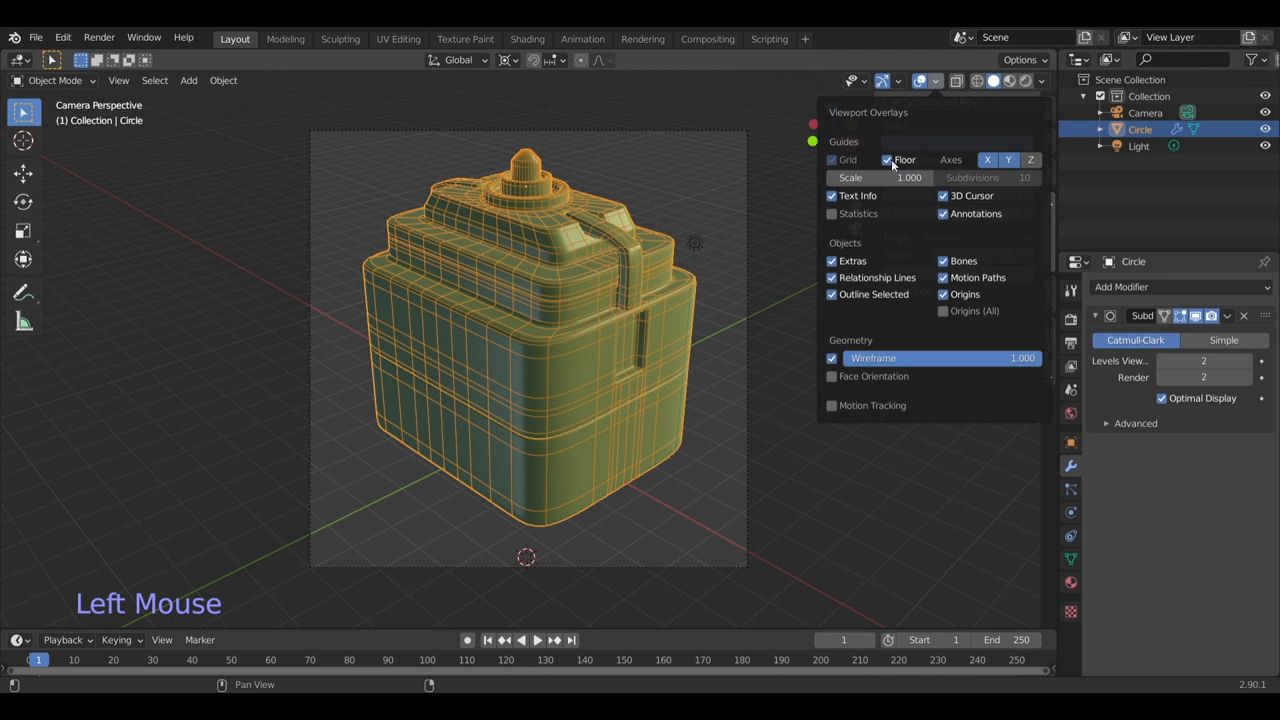 File Edit Render Window Help Layout Modeling Sculpting UV Editing Texture Paint Shading Animation Rendering Compositing Scripting Scene View Layer
Global Options
Object Mode View Select Add Object
Camera Perspective
(1) Collection | Circle
Viewport Overlays
Guides
Grid Floor Axes X Y Z
Scale 1.000 Subdivisions 10
Text Info 3D Cursor
Statistics Annotations
Objects
Extras Bones
Relationship Lines Motion Paths
Outline Selected Origins
Origins (All)
Geometry
Wireframe 1.000
Face Orientation
Motion Tracking
Scene Collection
Collection
Camera
Circle
Light
Circle
Add Modifier
Subd
Catmull-Clark Simple
Levels View... 2
Render 2
Optimal Display
Advanced
Left Mouse
Playback Keying View Marker 1 Start 1 End 250
1 10 20 30 40 50 60 70 80 90 100 110 120 130 140 150 160 170 180 190 200 210 220 230 240 250
Pan View 2.90.1